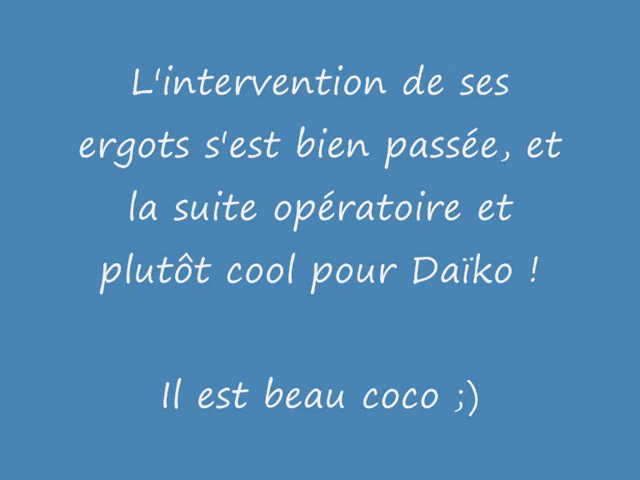 L'intervention de ses
ergots s'est bien passée, et
la suite opératoire et
plutôt cool pour Daïko !
Il est beau coco ;)